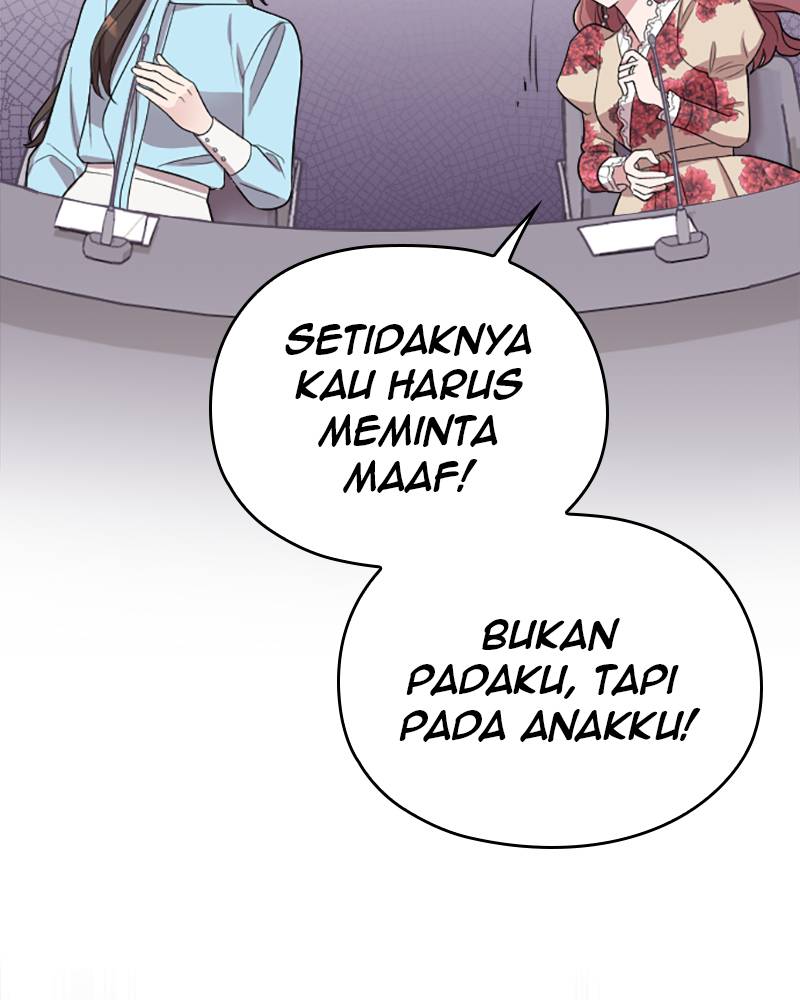 SETIDAKNYA
KAU HARUS
MEMINTA
MAAF!
BUKAN
PADAKU, TAPI
PADA ANAKKU!